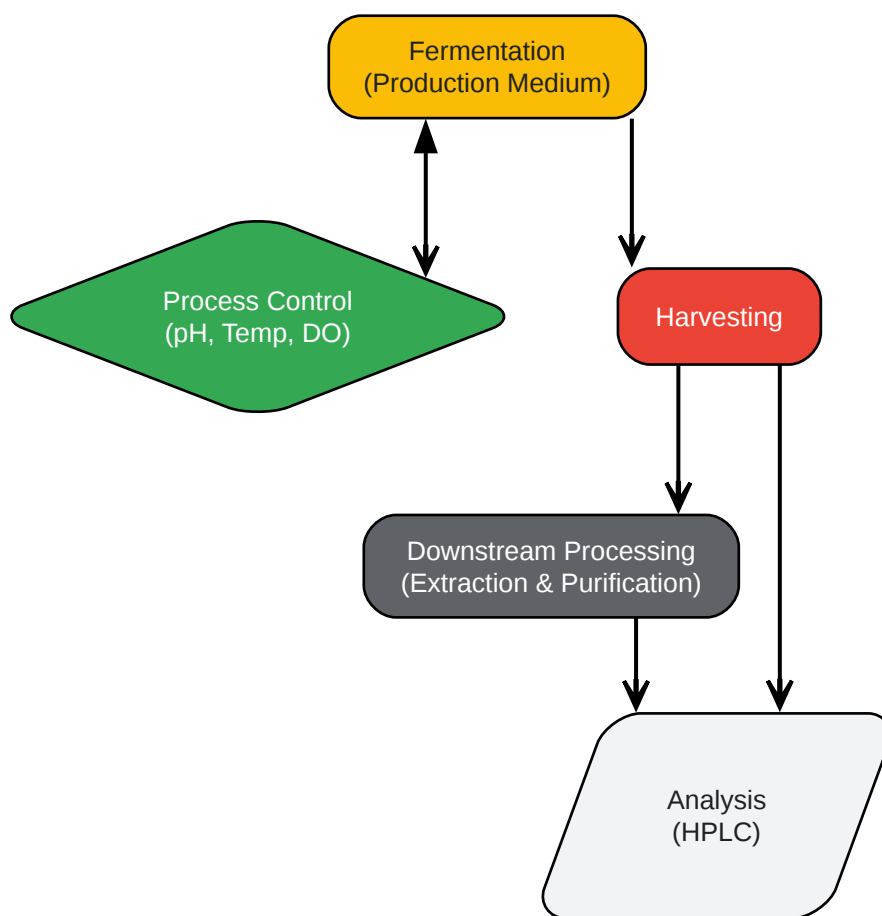 Fermentation
(Production Medium)
Process Control
(pH, Temp, DO)
Harvesting
Downstream Processing
(Extraction & Purification)
Analysis
(HPLC)